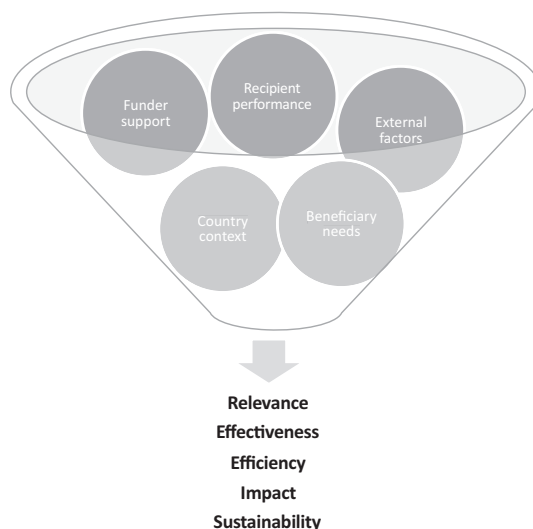 Funder
support
Recipient
performance
External
factors
Country
context
Beneficiary
needs
Relevance
Effectiveness
Efficiency
Impact
Sustainability